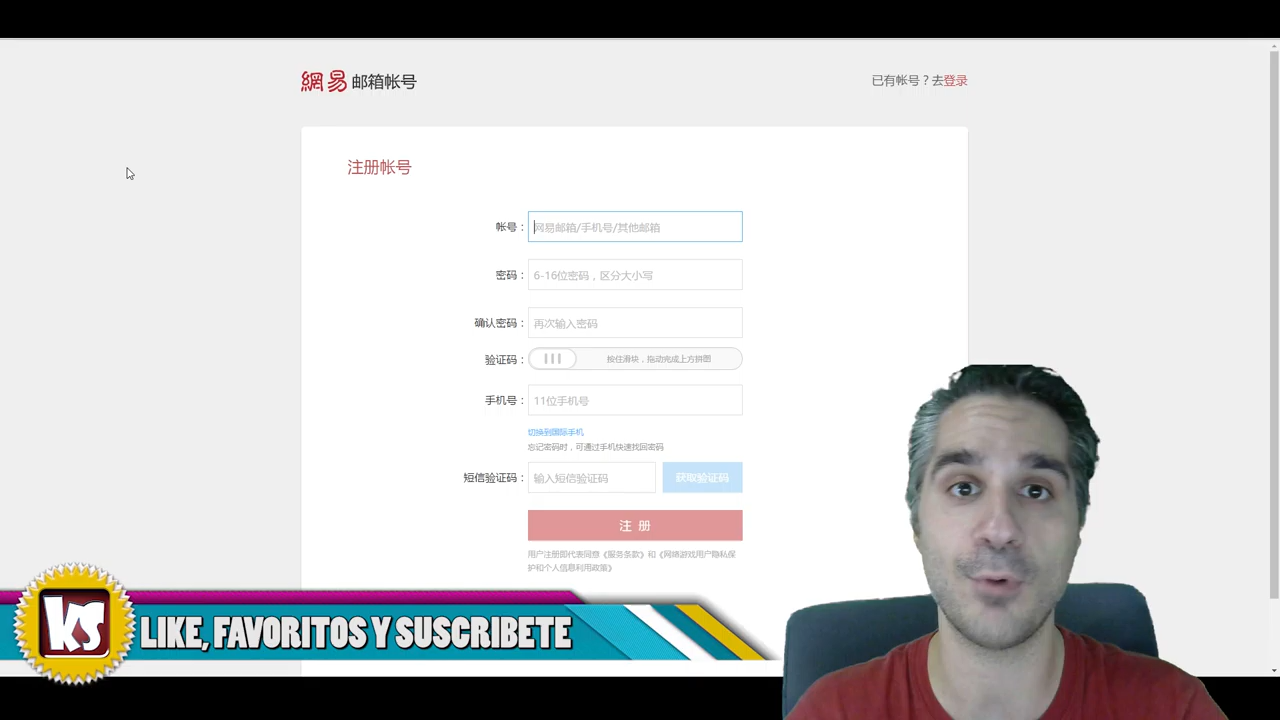 網易 邮箱帐号
已有帐号？去登录
注册帐号
帐号： 网易邮箱/手机号/其他邮箱
密码： 6-16位密码，区分大小写
确认密码： 再次输入密码
验证码： 按住滑块，拖动完成上方拼图
手机号： 11位手机号
切换到国际手机
忘记密码时，可通过手机快速找回密码
短信验证码： 输入短信验证码 获取验证码
注 册
用户注册即代表同意《服务条款》和《网络游戏用户隐私保
护和个人信息利用政策》
KS LIKE, FAVORITOS Y SUSCRIBETE